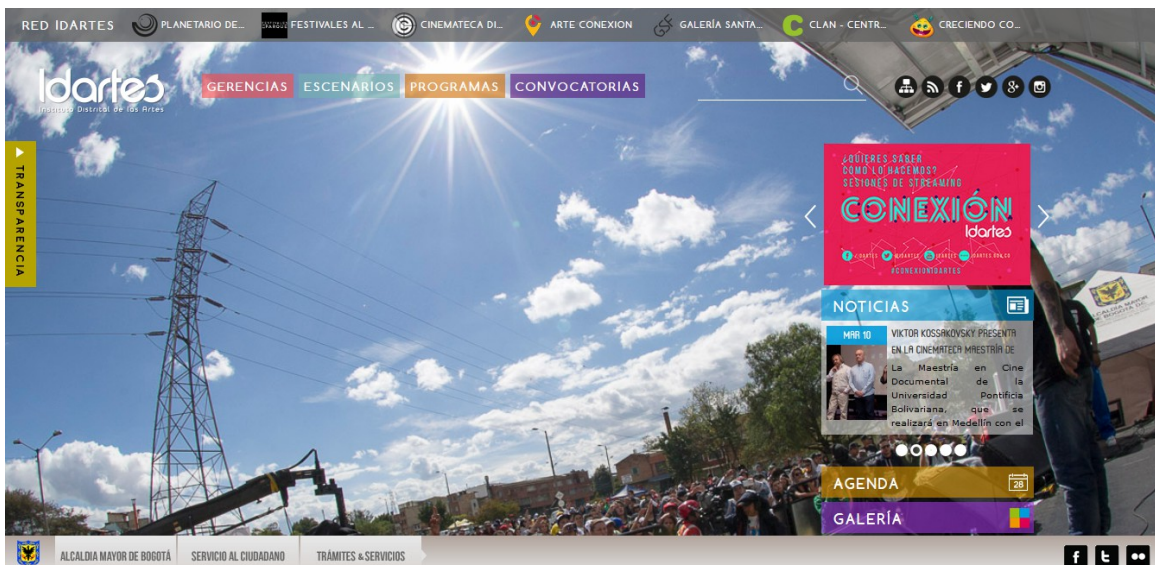 RED IDARTES
PLANETARIO DE...
FESTIVALES AL ...
CINEMATECA DI...
ARTE CONEXION
GALERÍA SANTA...
CLAN - CENTR...
CRECIENDO CO...
Idartes
Instituto Distrital de las Artes
GERENCIAS
ESCENARIOS
PROGRAMAS
CONVOCATORIAS
TRANSPARENCIA
¿QUIERES SABER
CÓMO LO HACEMOS?
SESIONES DE STREAMING
CONEXIÓN
Idartes
#CONEXIONIDARTES
ALCALDÍA MAYOR
DE BOGOTÁ D.C.
NOTICIAS
MAR 10
VIKTOR KOSSAKOVSKY PRESENTA
EN LA CINEMATECA MAESTRÍA DE
La Maestría en Cine
Documental de la
Universidad Pontificia
Bolivariana, que se
realizará en Medellín con el
AGENDA
28
GALERÍA
ALCALDIA MAYOR DE BOGOTÁ
SERVICIO AL CIUDADANO
TRÁMITES & SERVICIOS